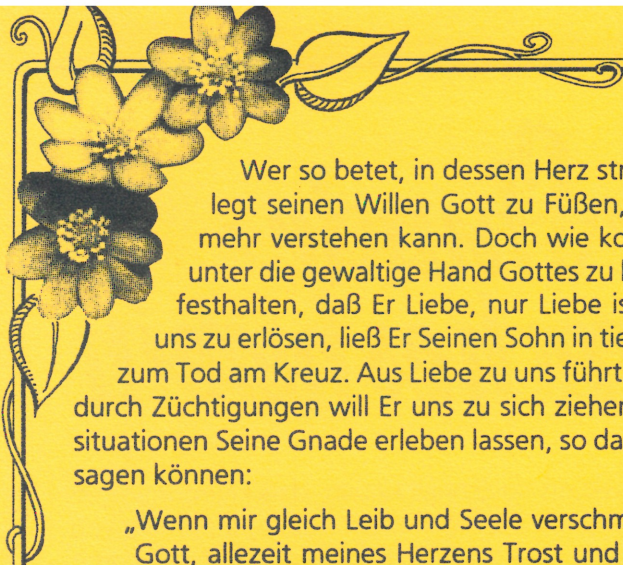 Wer so betet, in dessen Herz str
legt seinen Willen Gott zu Füßen,
mehr verstehen kann. Doch wie ko
unter die gewaltige Hand Gottes zu
festhalten, daß Er Liebe, nur Liebe is
uns zu erlösen, ließ Er Seinen Sohn in tie
zum Tod am Kreuz. Aus Liebe zu uns führt
durch Züchtigungen will Er uns zu sich ziehen
situationen Seine Gnade erleben lassen, so da
sagen können:
„Wenn mir gleich Leib und Seele verschm
Gott, allezeit meines Herzens Trost und